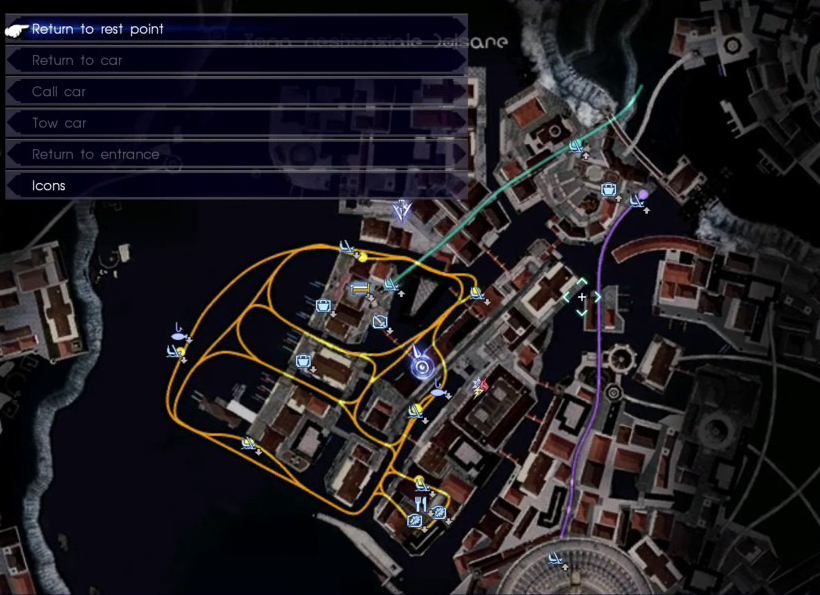 Return to rest point
Return to car
Call car
Tow car
Return to entrance
Icons